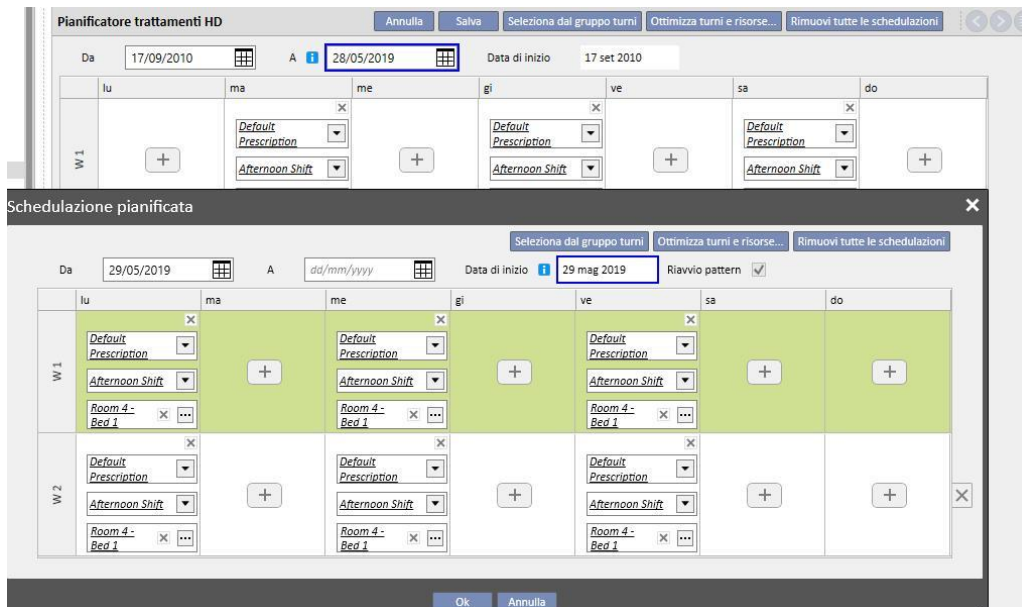 Pianificatore trattamenti HD Annulla Salva Seleziona dal gruppo turni Ottimizza turni e risorse... Rimuovi tutte le schedulazioni
Da 17/09/2010 A 28/05/2019 Data di inizio 17 set 2010
lu ma me gi ve sa do
Default Prescription Default Prescription Default Prescription
W 1
Afternoon Shift Afternoon Shift Afternoon Shift
Schedulazione pianificata
Seleziona dal gruppo turni Ottimizza turni e risorse... Rimuovi tutte le schedulazioni
Da 29/05/2019 A dd/mm/yyyy Data di inizio 29 mag 2019 Riavvio pattern
lu ma me gi ve sa do
Default Prescription Default Prescription Default Prescription
W 1
Afternoon Shift Afternoon Shift Afternoon Shift
Room 4 - Bed 1 Room 4 - Bed 1 Room 4 - Bed 1
Default Prescription Default Prescription Default Prescription
W 2
Afternoon Shift Afternoon Shift Afternoon Shift
Room 4 - Bed 1 Room 4 - Bed 1 Room 4 - Bed 1
Ok Annulla